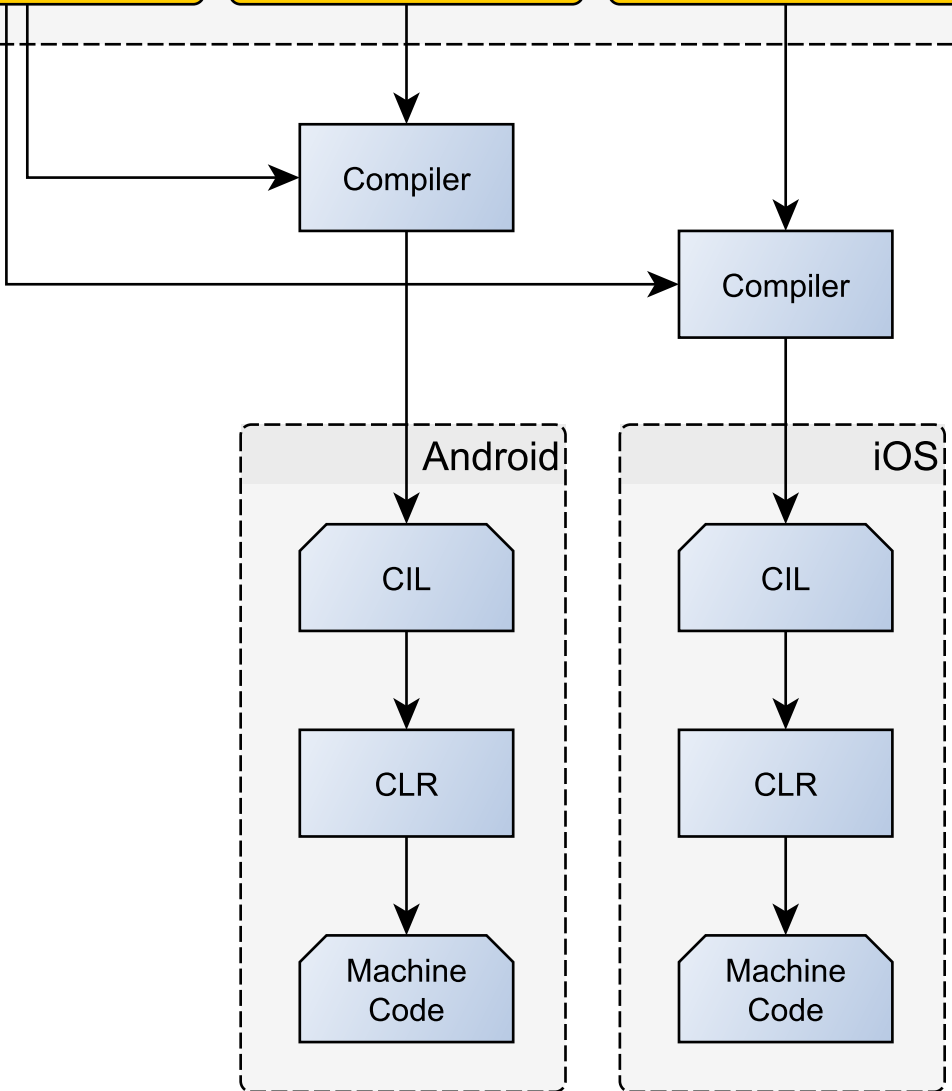 Compiler
Compiler
Android
iOS
CIL
CIL
CLR
CLR
Machine
Code
Machine
Code